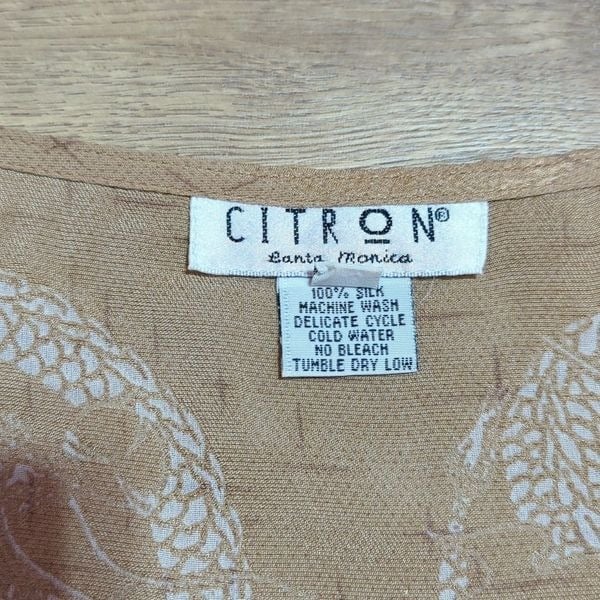 CITRON®
Santa Monica
100% SILK
MACHINE WASH
DELICATE CYCLE
COLD WATER
NO BLEACH
TUMBLE DRY LOW